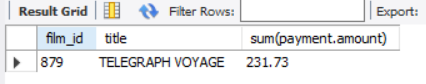 Result Grid Filter Rows: Export:
film_id title sum(payment.amount)
879 TELEGRAPH VOYAGE 231.73